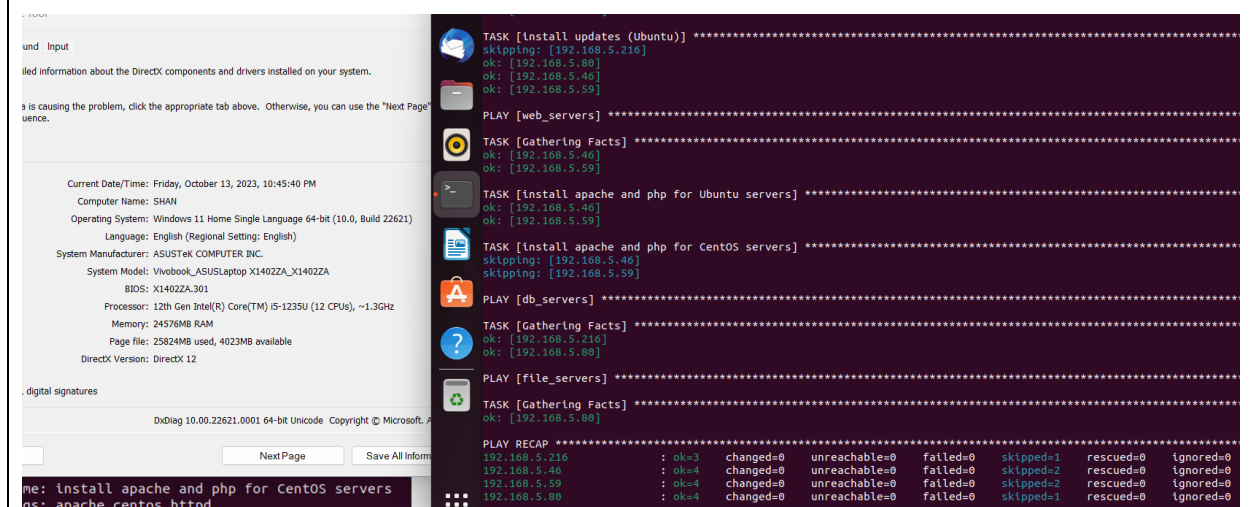 und Input
iled information about the DirectX components and drivers installed on your system.
a is causing the problem, click the appropriate tab above. Otherwise, you can use the "Next Page"
uence.
Current Date/Time: Friday, October 13, 2023, 10:45:40 PM
Computer Name: SHAN
Operating System: Windows 11 Home Single Language 64-bit (10.0, Build 22621)
Language: English (Regional Setting: English)
System Manufacturer: ASUSTeK COMPUTER INC.
System Model: Vivobook_ASUSLaptop X1402ZA_X1402ZA
BIOS: X1402ZA.301
Processor: 12th Gen Intel(R) Core(TM) i5-1235U (12 CPUs), ~1.3GHz
Memory: 24576MB RAM
Page file: 25824MB used, 4023MB available
DirectX Version: DirectX 12
digital signatures
DxDiag 10.00.22621.0001 64-bit Unicode Copyright © Microsoft. A
Next Page Save All Inform
me: install apache and php for CentOS servers
gs: apache,centos,httpd
TASK [install updates (Ubuntu)] ************************************************************************************
skipping: [192.168.5.216]
ok: [192.168.5.80]
ok: [192.168.5.46]
ok: [192.168.5.59]
PLAY [web_servers] *************************************************************************************************
TASK [Gathering Facts] *********************************************************************************************
ok: [192.168.5.46]
ok: [192.168.5.59]
TASK [install apache and php for Ubuntu servers] *******************************************************************
ok: [192.168.5.46]
ok: [192.168.5.59]
TASK [install apache and php for CentOS servers] *******************************************************************
skipping: [192.168.5.46]
skipping: [192.168.5.59]
PLAY [db_servers] **************************************************************************************************
TASK [Gathering Facts] *********************************************************************************************
ok: [192.168.5.216]
ok: [192.168.5.80]
PLAY [file_servers] ************************************************************************************************
TASK [Gathering Facts] *********************************************************************************************
ok: [192.168.5.80]
PLAY RECAP *********************************************************************************************************
192.168.5.216 : ok=3 changed=0 unreachable=0 failed=0 skipped=1 rescued=0 ignored=0
192.168.5.46 : ok=4 changed=0 unreachable=0 failed=0 skipped=2 rescued=0 ignored=0
192.168.5.59 : ok=4 changed=0 unreachable=0 failed=0 skipped=2 rescued=0 ignored=0
192.168.5.80 : ok=4 changed=0 unreachable=0 failed=0 skipped=1 rescued=0 ignored=0